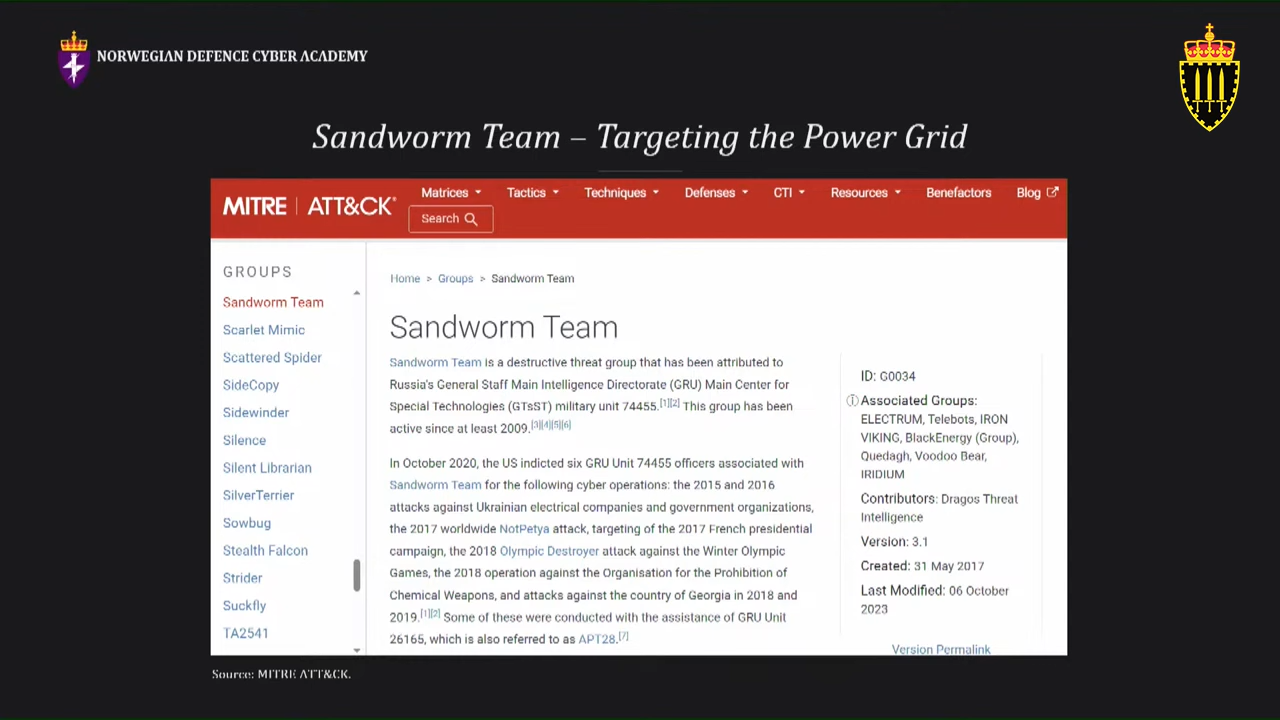 NORWEGIAN DEFENCE CYBER ACADEMY
Sandworm Team – Targeting the Power Grid
MITRE | ATT&CK®
Matrices Tactics Techniques Defenses CTI Resources Benefactors Blog
Search
GROUPS
Sandworm Team
Scarlet Mimic
Scattered Spider
SideCopy
Sidewinder
Silence
Silent Librarian
SilverTerrier
Sowbug
Stealth Falcon
Strider
Suckfly
TA2541
Home > Groups > Sandworm Team
Sandworm Team
Sandworm Team is a destructive threat group that has been attributed to
Russia's General Staff Main Intelligence Directorate (GRU) Main Center for
Special Technologies (GTsST) military unit 74455.[1][2] This group has been
active since at least 2009.[3][4][5][6]
In October 2020, the US indicted six GRU Unit 74455 officers associated with
Sandworm Team for the following cyber operations: the 2015 and 2016
attacks against Ukrainian electrical companies and government organizations,
the 2017 worldwide NotPetya attack, targeting of the 2017 French presidential
campaign, the 2018 Olympic Destroyer attack against the Winter Olympic
Games, the 2018 operation against the Organisation for the Prohibition of
Chemical Weapons, and attacks against the country of Georgia in 2018 and
2019.[1][2] Some of these were conducted with the assistance of GRU Unit
26165, which is also referred to as APT28.[7]
ID: G0034
Associated Groups:
ELECTRUM, Telebots, IRON
VIKING, BlackEnergy (Group),
Quedagh, Voodoo Bear,
IRIDIUM
Contributors: Dragos Threat
Intelligence
Version: 3.1
Created: 31 May 2017
Last Modified: 06 October
2023
Version Permalink
Source: MITRE ATT&CK.